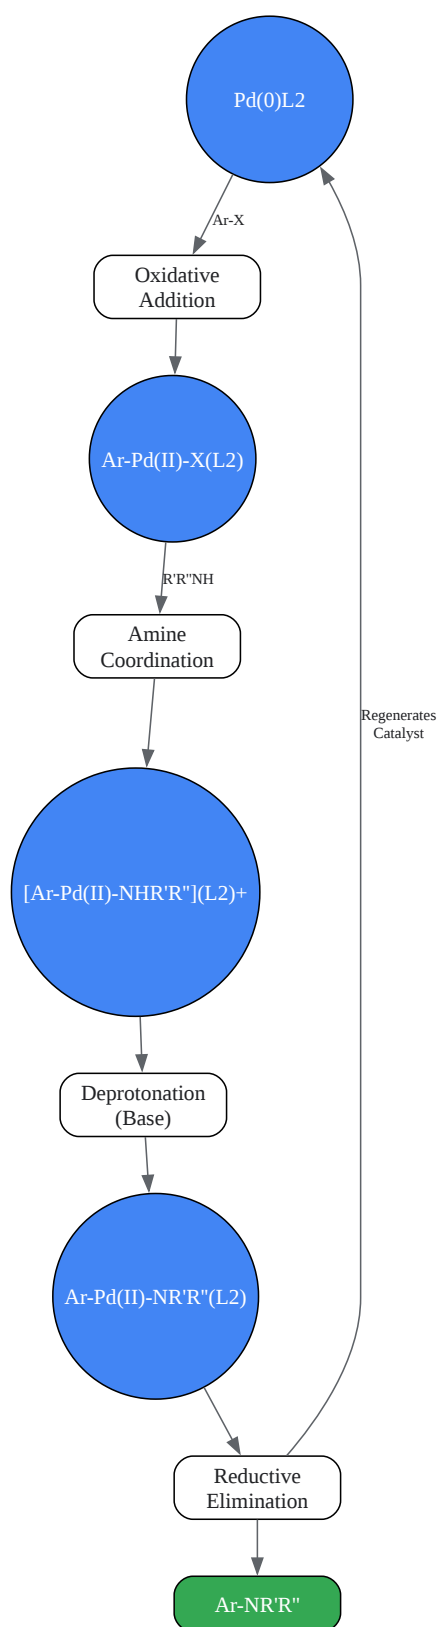 Pd(0)L2
Ar-X
Oxidative
Addition
Ar-Pd(II)-X(L2)
R'R''NH
Amine
Coordination
Regenerates
Catalyst
[Ar-Pd(II)-NHR'R''](L2)+
Deprotonation
(Base)
Ar-Pd(II)-NR'R''(L2)
Reductive
Elimination
Ar-NR'R''